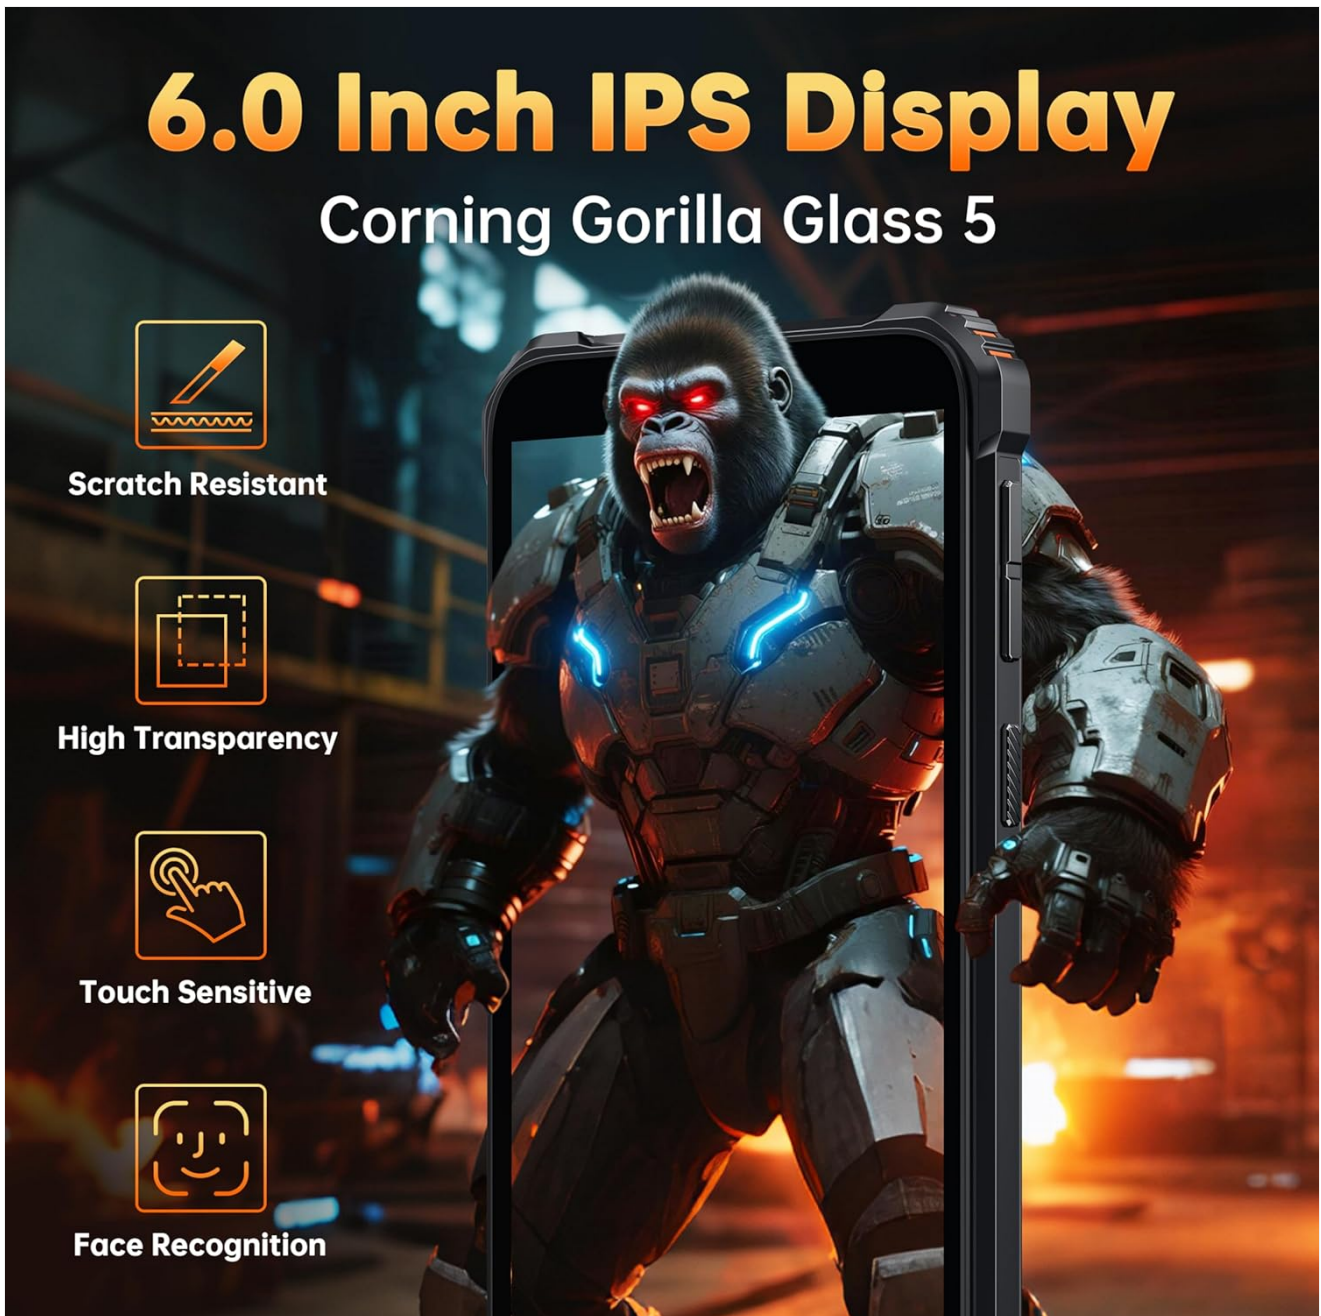 6.0 Inch IPS Display
Corning Gorilla Glass 5
Scratch Resistant
High Transparency
Touch Sensitive
Face Recognition